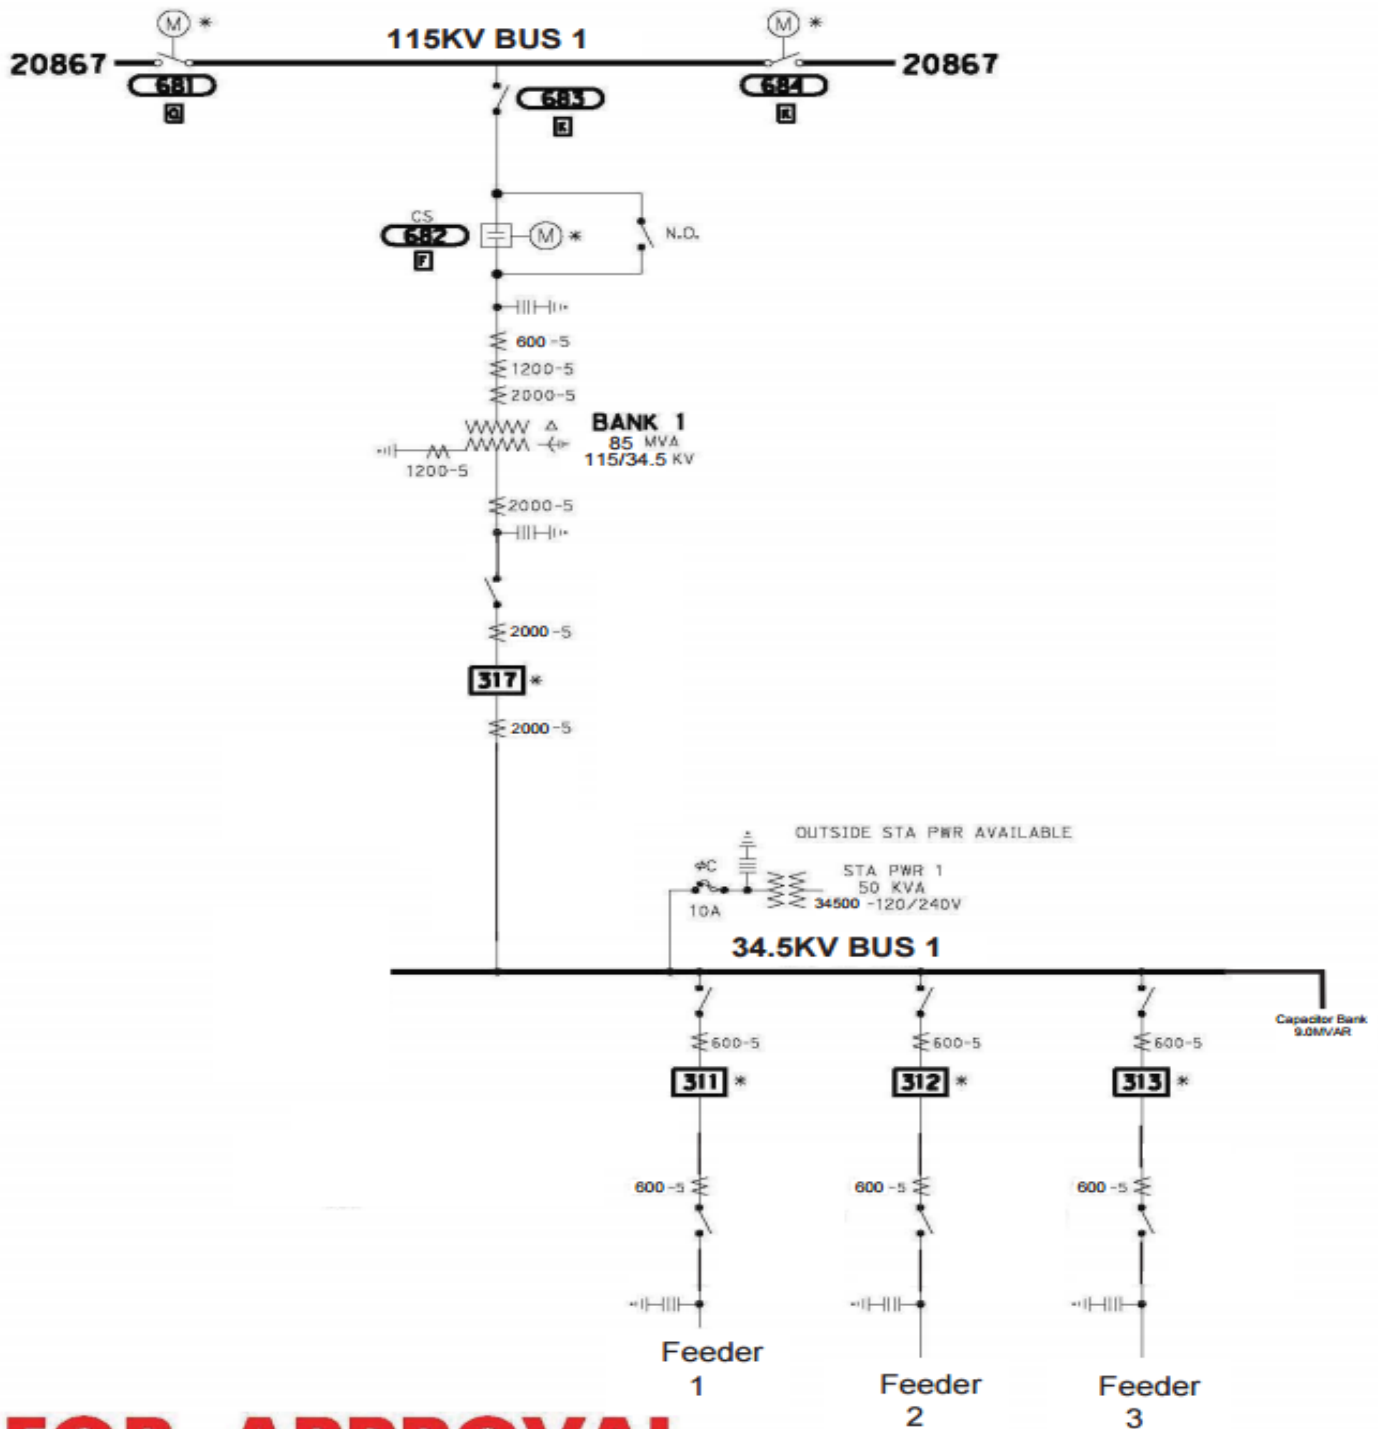 M *
M *
115KV BUS 1
20867
20867
681
684
683
Q
K
K
CS
682
M *
N.O.
F
600 -5
1200-5
2000-5
BANK 1
85 MVA
115/34.5 KV
1200-5
2000-5
2000 -5
317 *
2000 -5
OUTSIDE STA PWR AVAILABLE
ΦC
STA PWR 1
50 KVA
10A
34500 -120/240V
34.5KV BUS 1
Capacitor Bank
9.0MVAR
600-5
600-5
600-5
311 *
312 *
313 *
600 -5
600 -5
600 -5
Feeder
1
Feeder
2
Feeder
3
FOR APPROVAL